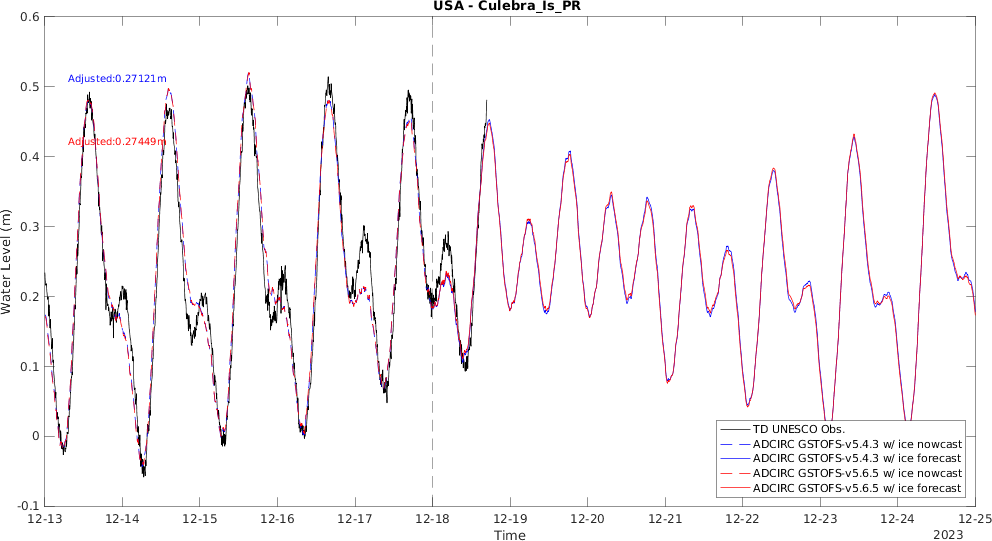 USA - Culebra_Is_PR
0.6
0.5
0.4
0.3
0.2
0.1
0
-0.1
Water Level (m)
Adjusted:0.27121m
Adjusted:0.27449m
TD UNESCO Obs.
ADCIRC GSTOFS-v5.4.3 w/ ice nowcast
ADCIRC GSTOFS-v5.4.3 w/ ice forecast
ADCIRC GSTOFS-v5.6.5 w/ ice nowcast
ADCIRC GSTOFS-v5.6.5 w/ ice forecast
12-13 12-14 12-15 12-16 12-17 12-18 12-19 12-20 12-21 12-22 12-23 12-24 12-25
Time
2023